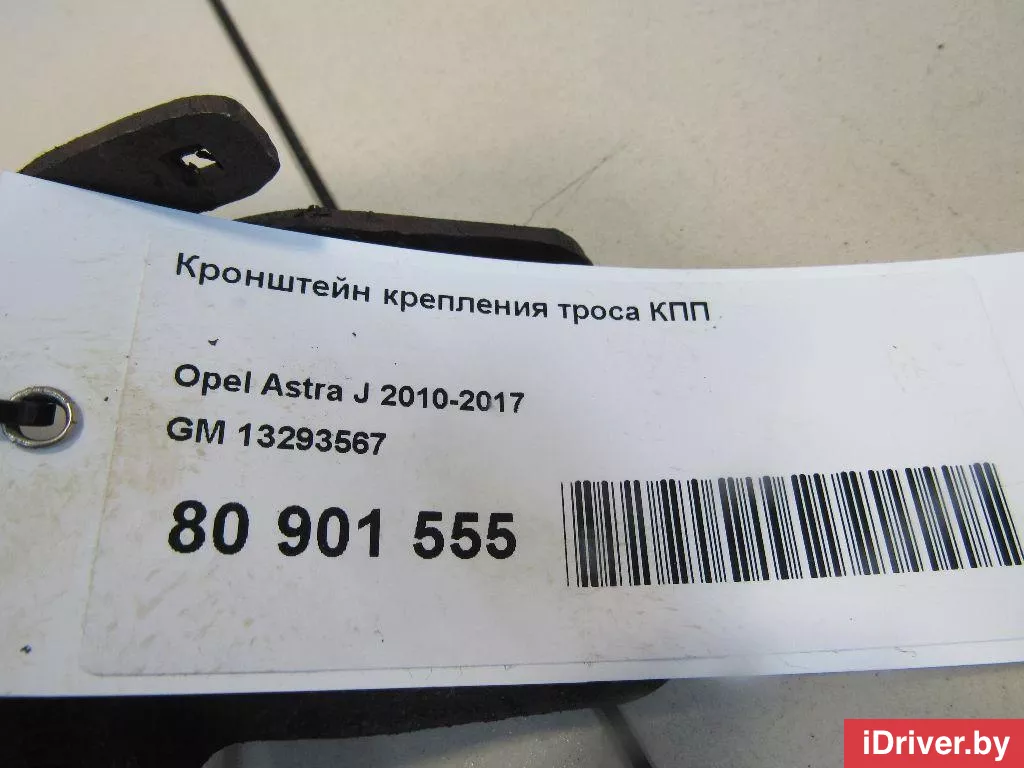 Кронштейн крепления троса КПП
Opel Astra J 2010-2017
GM 13293567
80 901 555
iDriver.by